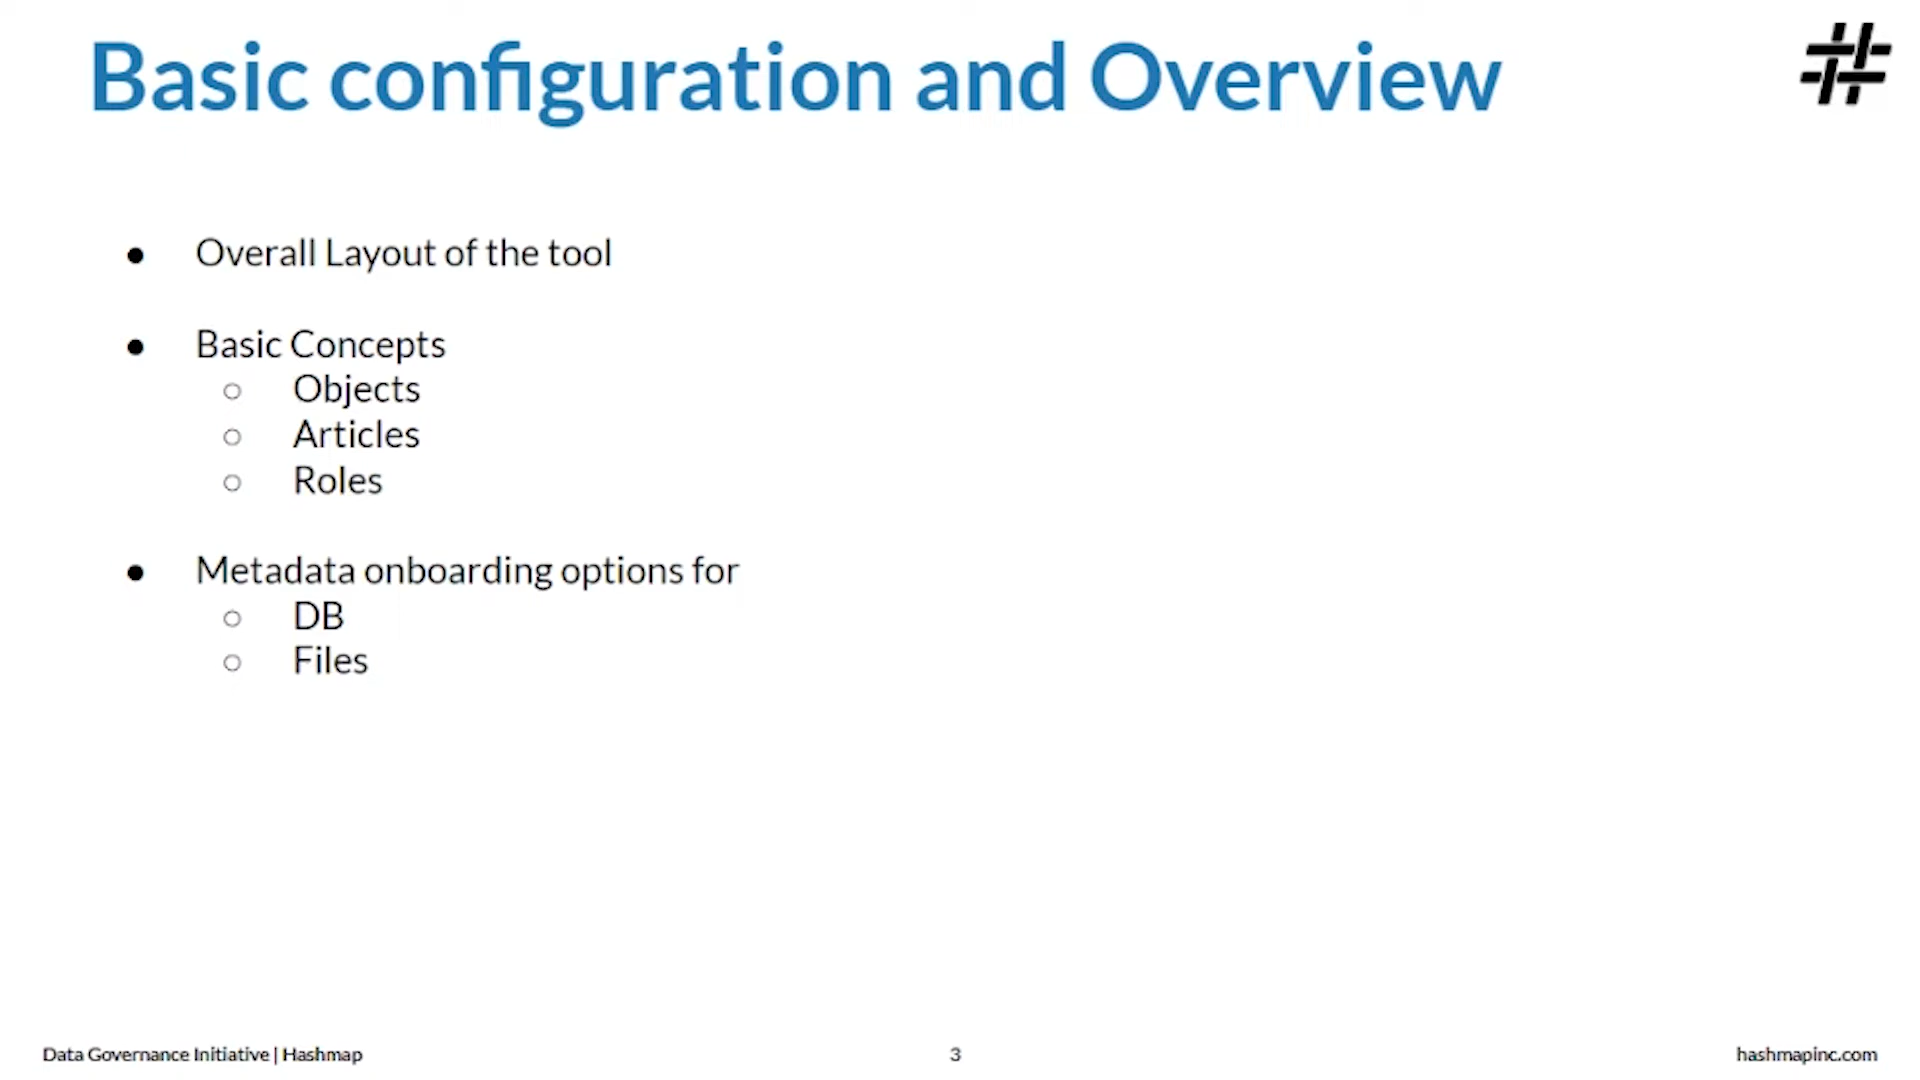 Basic configuration and Overview
● Overall Layout of the tool
● Basic Concepts
○ Objects
○ Articles
○ Roles
● Metadata onboarding options for
○ DB
○ Files
Data Governance Initiative | Hashmap
3
hashmapinc.com